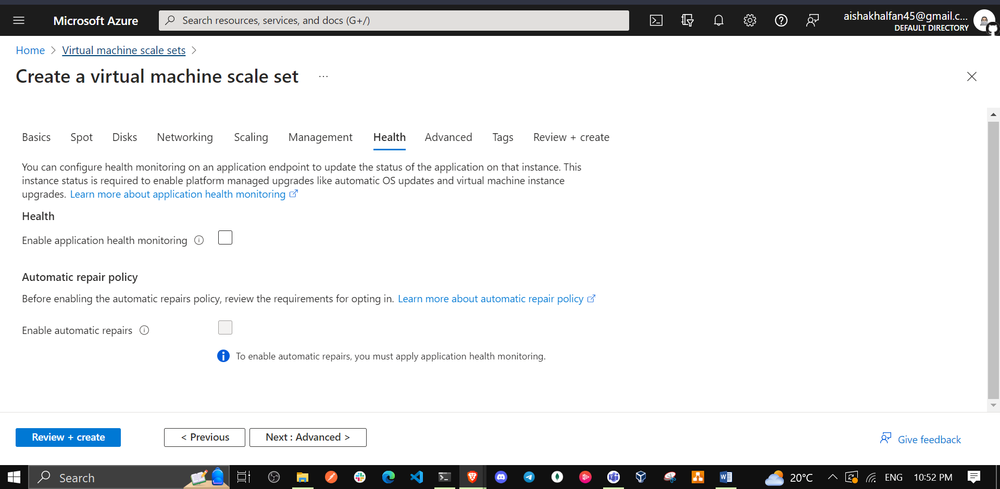 Microsoft Azure
Search resources, services, and docs (G+/)
aishakhalfan45@gmail.c...
DEFAULT DIRECTORY
Home > Virtual machine scale sets >
Create a virtual machine scale set ...
Basics Spot Disks Networking Scaling Management Health Advanced Tags Review + create
You can configure health monitoring on an application endpoint to update the status of the application on that instance. This
instance status is required to enable platform managed upgrades like automatic OS updates and virtual machine instance
upgrades. Learn more about application health monitoring
Health
Enable application health monitoring
Automatic repair policy
Before enabling the automatic repairs policy, review the requirements for opting in. Learn more about automatic repair policy
Enable automatic repairs
To enable automatic repairs, you must apply application health monitoring.
Review + create
< Previous
Next : Advanced >
Give feedback
Search
20°C
ENG
10:52 PM